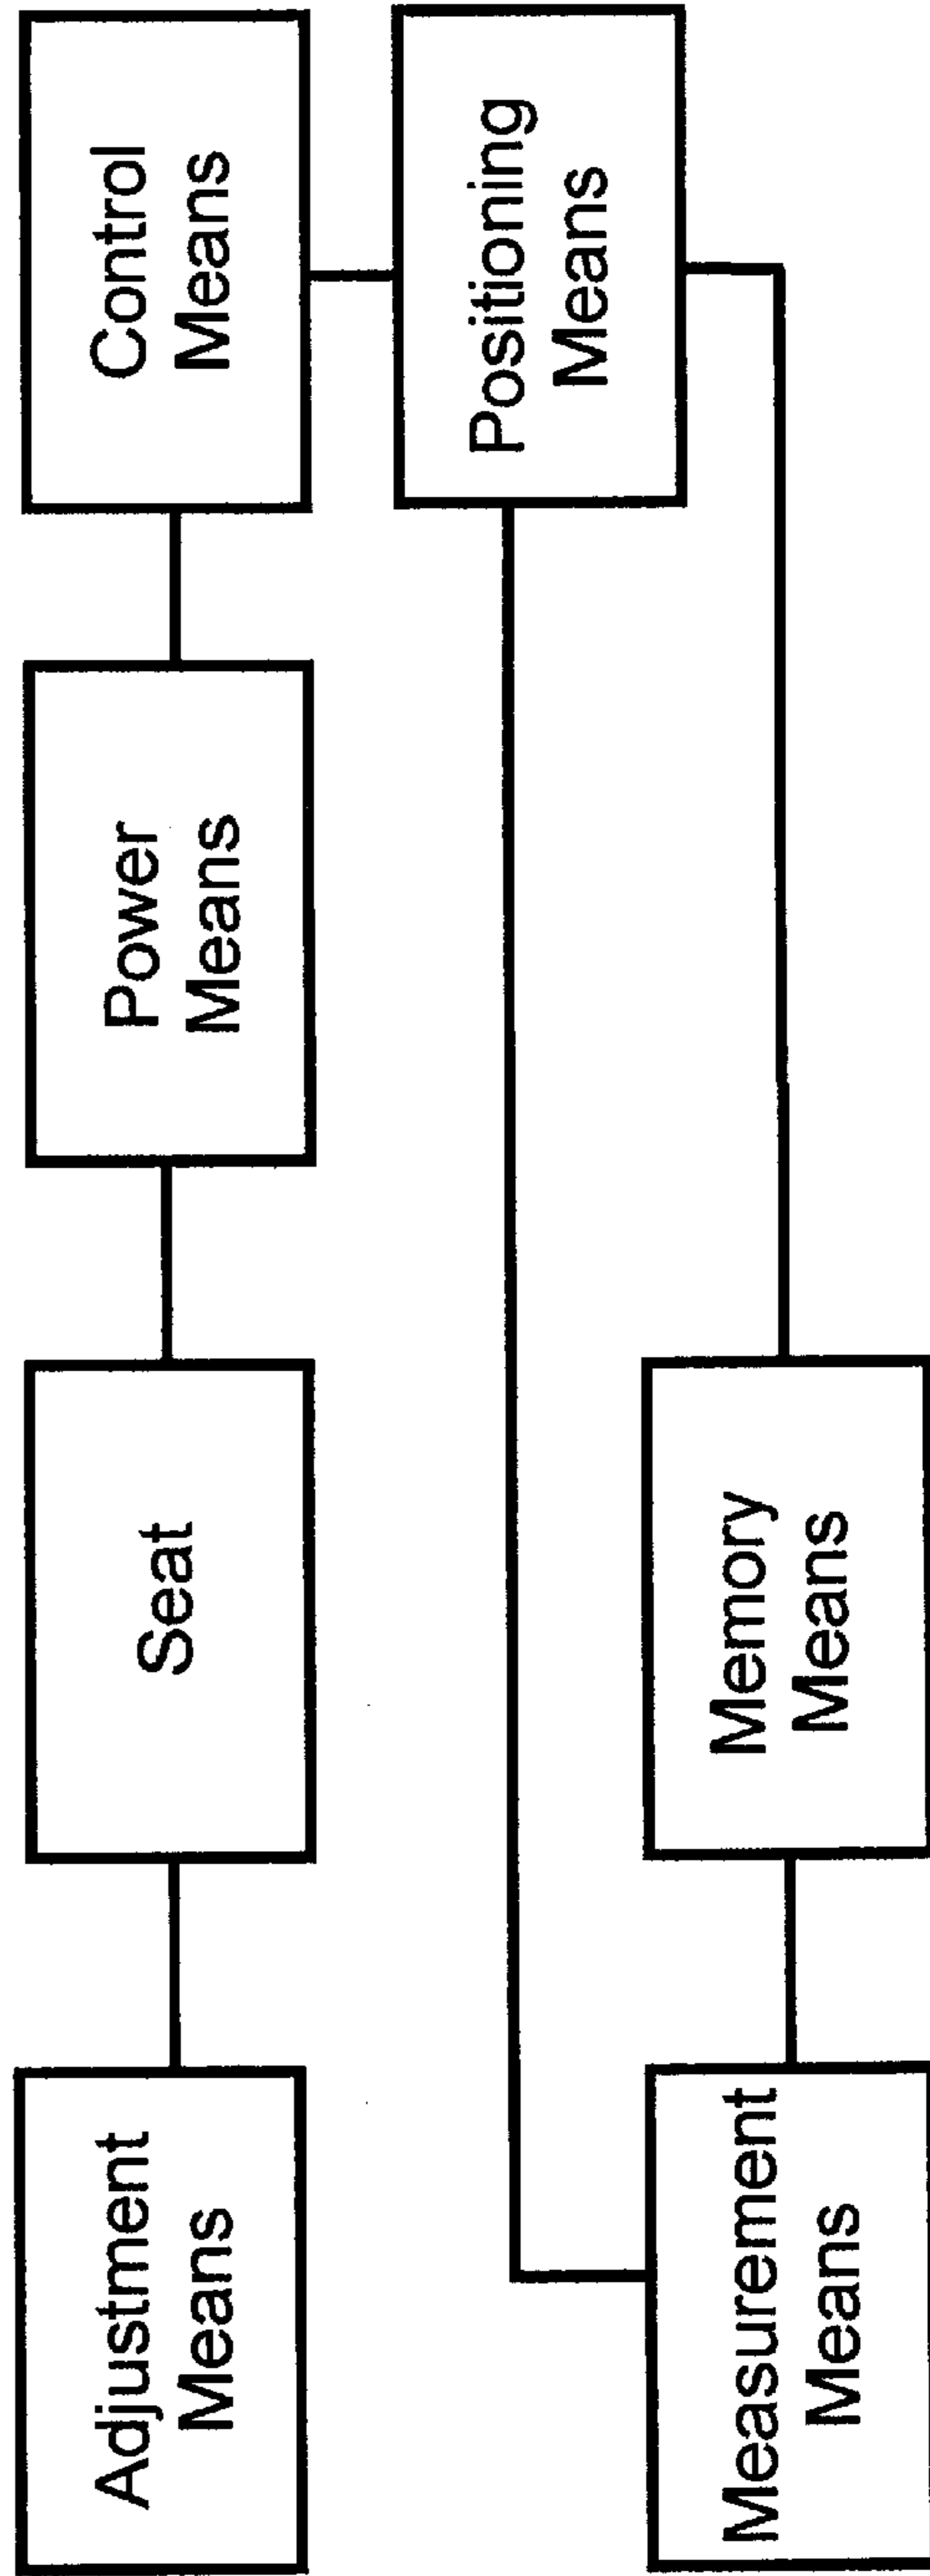 Adjustment
Means
Seat
Power
Means
Control
Means
Positioning
Means
Measurement
Means
Memory
Means